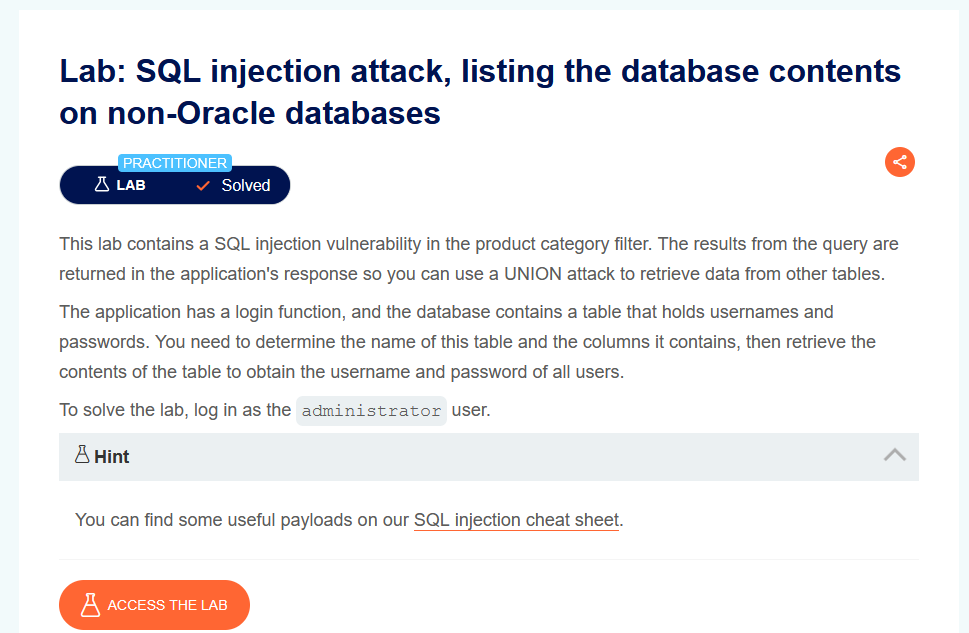 Lab: SQL injection attack, listing the database contents
on non-Oracle databases
PRACTITIONER
LAB Solved
This lab contains a SQL injection vulnerability in the product category filter. The results from the query are
returned in the application's response so you can use a UNION attack to retrieve data from other tables.
The application has a login function, and the database contains a table that holds usernames and
passwords. You need to determine the name of this table and the columns it contains, then retrieve the
contents of the table to obtain the username and password of all users.
To solve the lab, log in as the administrator user.
Hint
You can find some useful payloads on our SQL injection cheat sheet.
ACCESS THE LAB